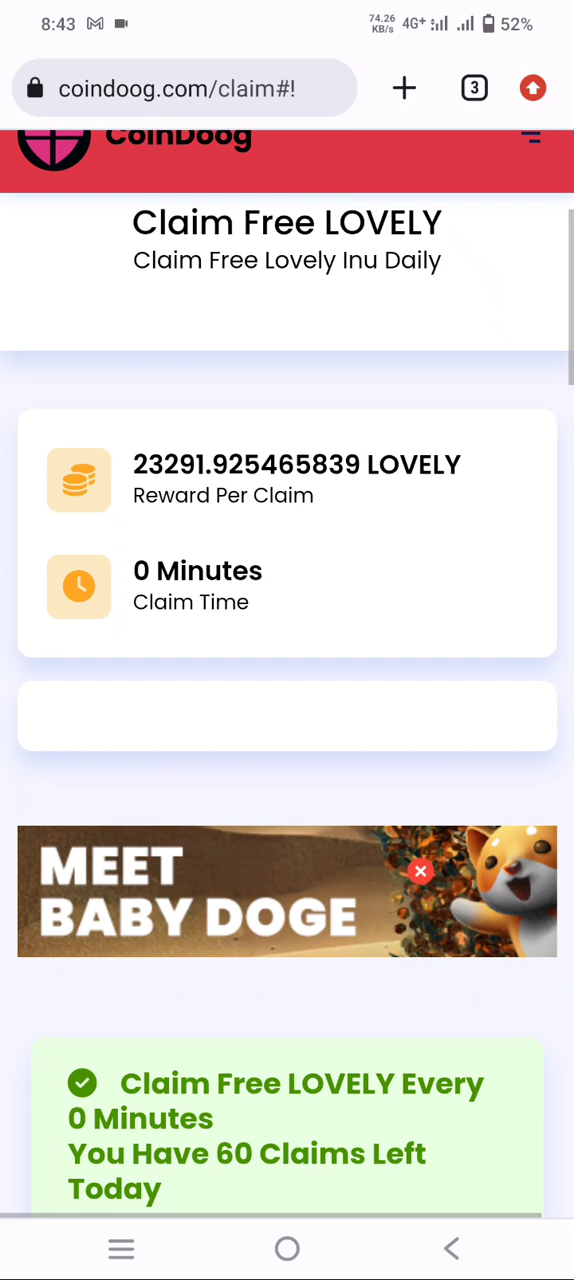 8:43
74.26
KB/s
4G+
52%
coindoog.com/claim#!
3
CoinDoog
Claim Free LOVELY
Claim Free Lovely Inu Daily
23291.925465839 LOVELY
Reward Per Claim
0 Minutes
Claim Time
MEET
BABY DOGE
Claim Free LOVELY Every
0 Minutes
You Have 60 Claims Left
Today